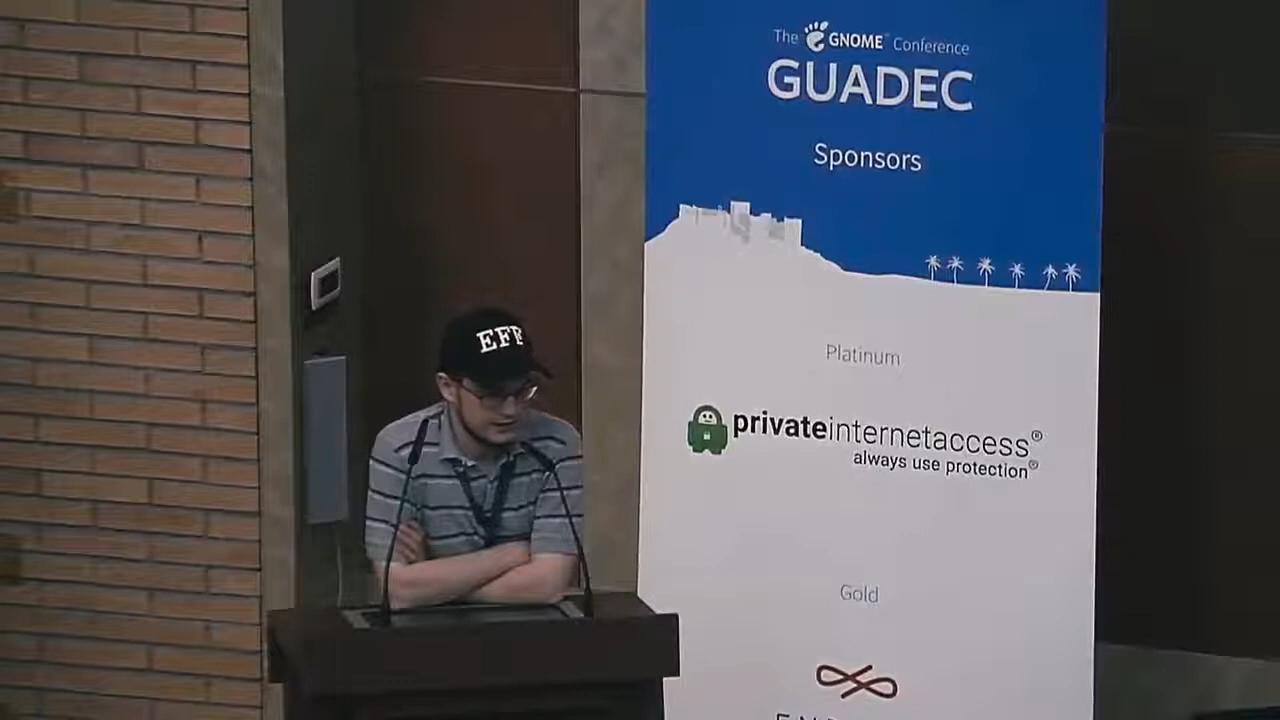 The GNOME Conference
GUADEC
Sponsors
EFF
Platinum
privateinternetaccess®
always use protection®
Gold